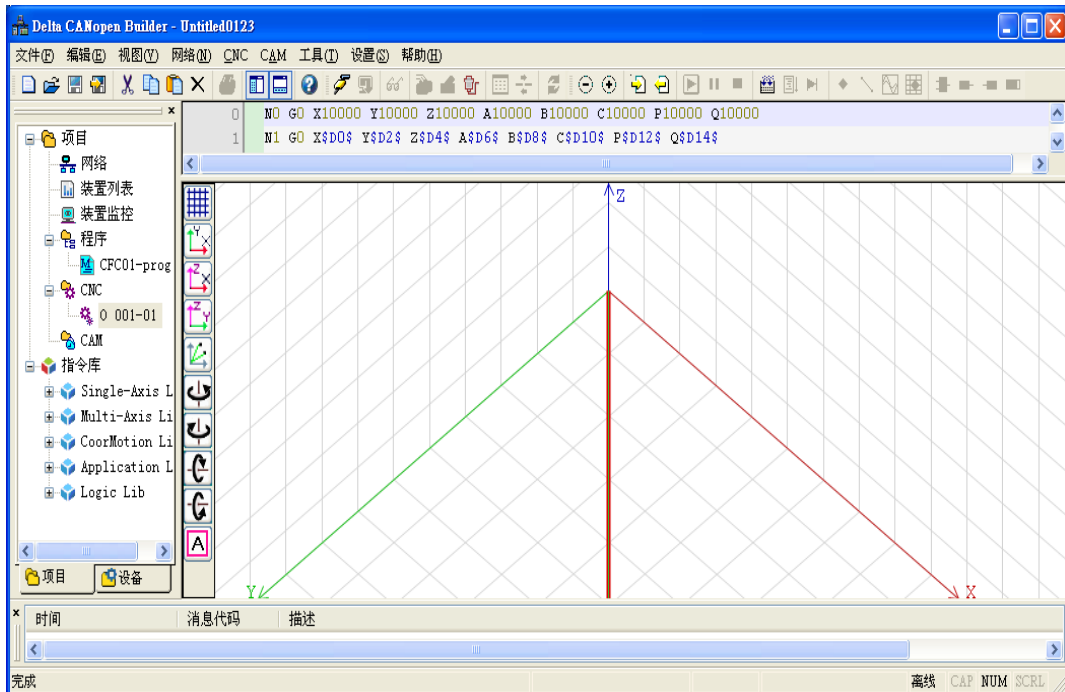 Delta CANopen Builder - Untitled0123
文件(F) 编辑(E) 视图(V) 网络(N) CNC CAM 工具(T) 设置(S) 帮助(H)
0 N0 G0 X10000 Y10000 Z10000 A10000 B10000 C10000 P10000 Q10000
1 N1 G0 X$D0$ Y$D2$ Z$D4$ A$D6$ B$D8$ C$D10$ P$D12$ Q$D14$
项目
网络
装置列表
装置监控
程序
CFC01-prog
CNC
O 001-01
CAM
指令库
Single-Axis L
Multi-Axis Li
CoorMotion Li
Application L
Logic Lib
项目 设备
Y X
Z X
Z Y
A
Z
Y
X
时间 消息代码 描述
完成 离线 CAP NUM SCRL